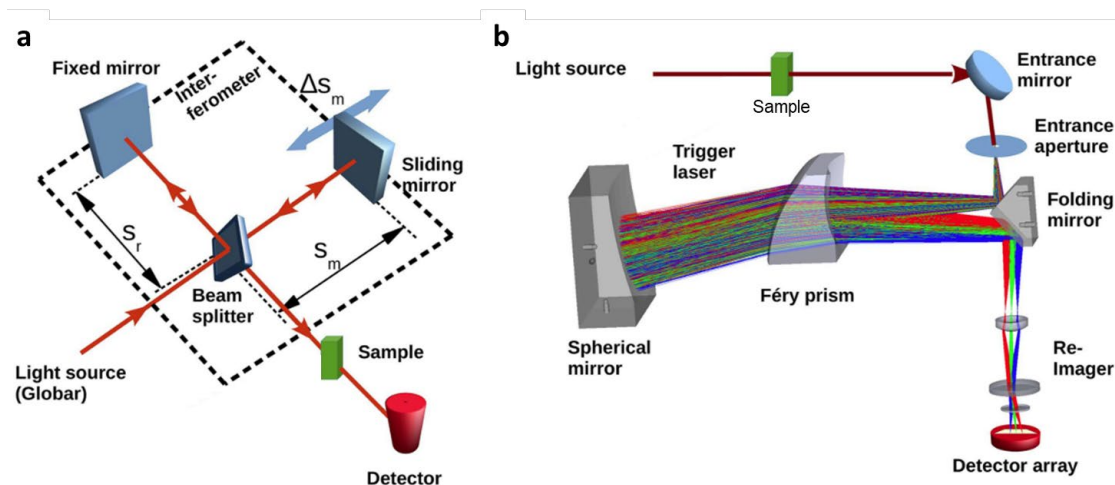 a
Fixed mirror
Inter-
ferometer
ΔSm
Sliding
mirror
Sr
Sm
Beam
splitter
Sample
Light source
(Globar)
Detector
b
Light source
Sample
Entrance
mirror
Entrance
aperture
Trigger
laser
Folding
mirror
Féry prism
Spherical
mirror
Re-
Imager
Detector array